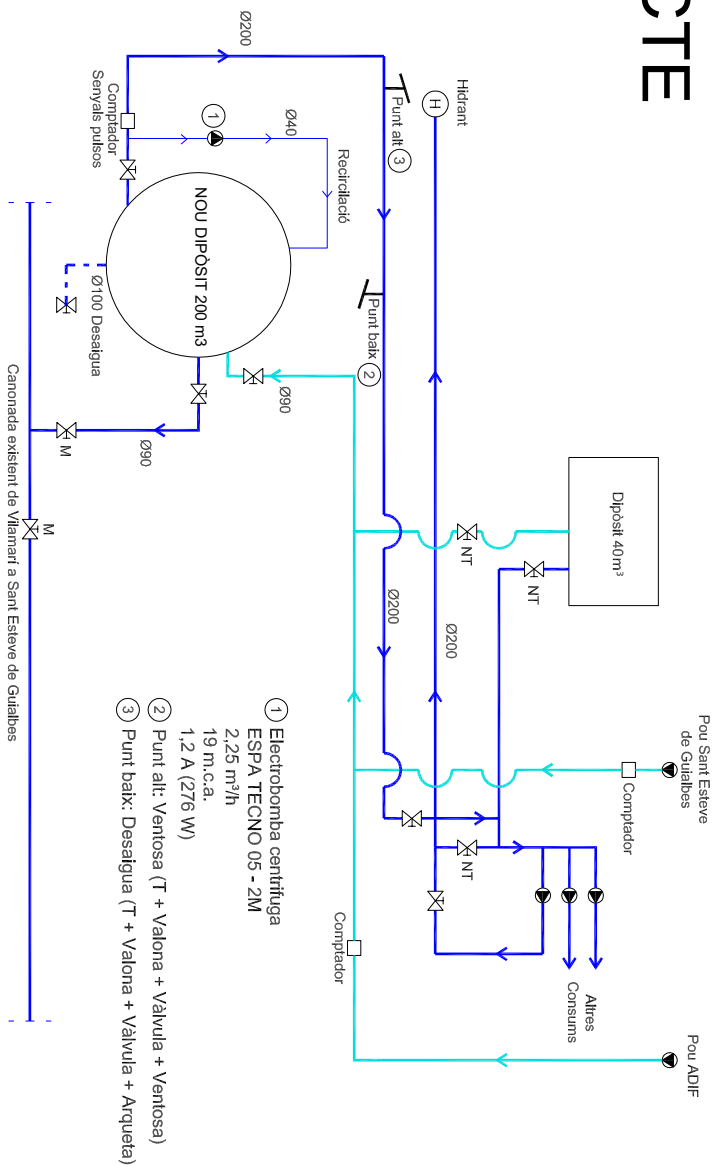 CTE
Pou Sant Esteve
de Guialbes
Pou ADIF
Hidrant
H
Dipòsit 40m³
NT
NT
Comptador
Altres
Consums
NT
Ø200
Punt alt 3
Punt baix 2
Ø200
Ø200
Comptador
1
Ø40
Recircilació
Comptador
Senyals pulsos
NOU DIPÒSIT 200 m3
Ø90
Ø100 Desaigua
Ø90
M
M
Canonada existent de Vilamarí a Sant Esteve de Guialbes
1 Electrobomba centrífuga
ESPA TECNO 05 - 2M
2,25 m³/h
19 m.c.a.
1,2 A (276 W)
2 Punt alt: Ventosa (T + Valona + Vàlvula + Ventosa)
3 Punt baix: Desaigua (T + Valona + Vàlvula + Arqueta)